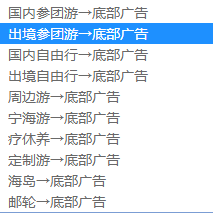 国内参团游→底部广告
出境参团游→底部广告
国内自由行→底部广告
出境自由行→底部广告
周边游→底部广告
宁海游→底部广告
疗休养→底部广告
定制游→底部广告
海岛→底部广告
邮轮→底部广告